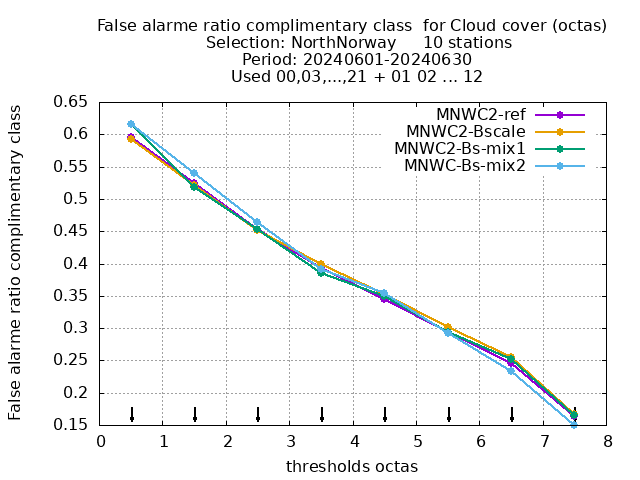 False alarme ratio complimentary class  for Cloud cover (octas)
Selection: NorthNorway     10 stations
Period: 20240601-20240630
Used 00,03,...,21 + 01 02 ... 12
False alarme ratio complimentary class
0.65
0.6
0.55
0.5
0.45
0.4
0.35
0.3
0.25
0.2
0.15
MNWC2-ref
MNWC2-Bscale
MNWC2-Bs-mix1
MNWC-Bs-mix2
0 1 2 3 4 5 6 7 8
thresholds octas